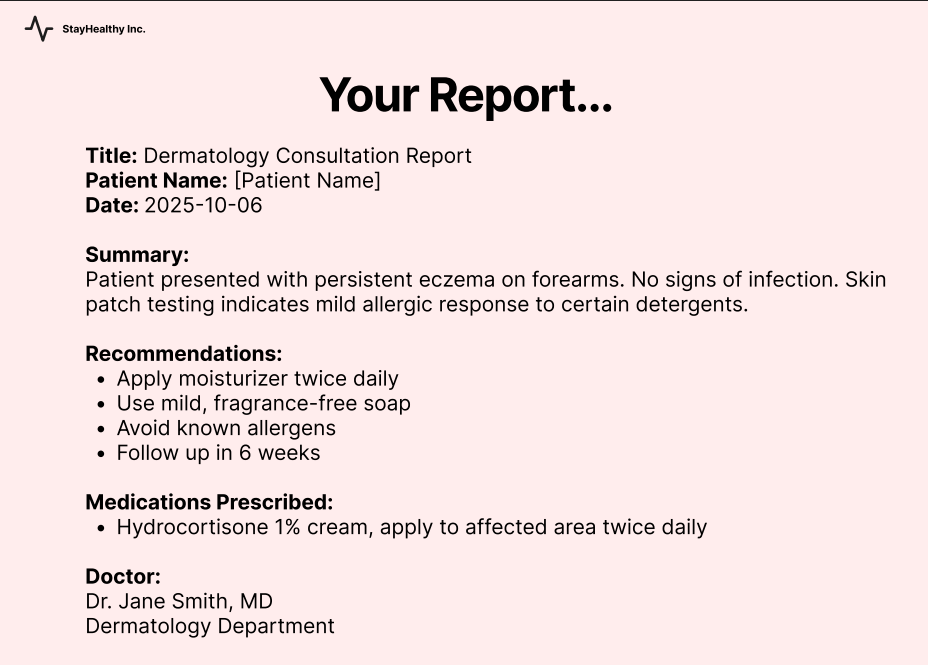 StayHealthy Inc.
Your Report...
Title: Dermatology Consultation Report
Patient Name: [Patient Name]
Date: 2025-10-06
Summary:
Patient presented with persistent eczema on forearms. No signs of infection. Skin
patch testing indicates mild allergic response to certain detergents.
Recommendations:
• Apply moisturizer twice daily
• Use mild, fragrance-free soap
• Avoid known allergens
• Follow up in 6 weeks
Medications Prescribed:
• Hydrocortisone 1% cream, apply to affected area twice daily
Doctor:
Dr. Jane Smith, MD
Dermatology Department